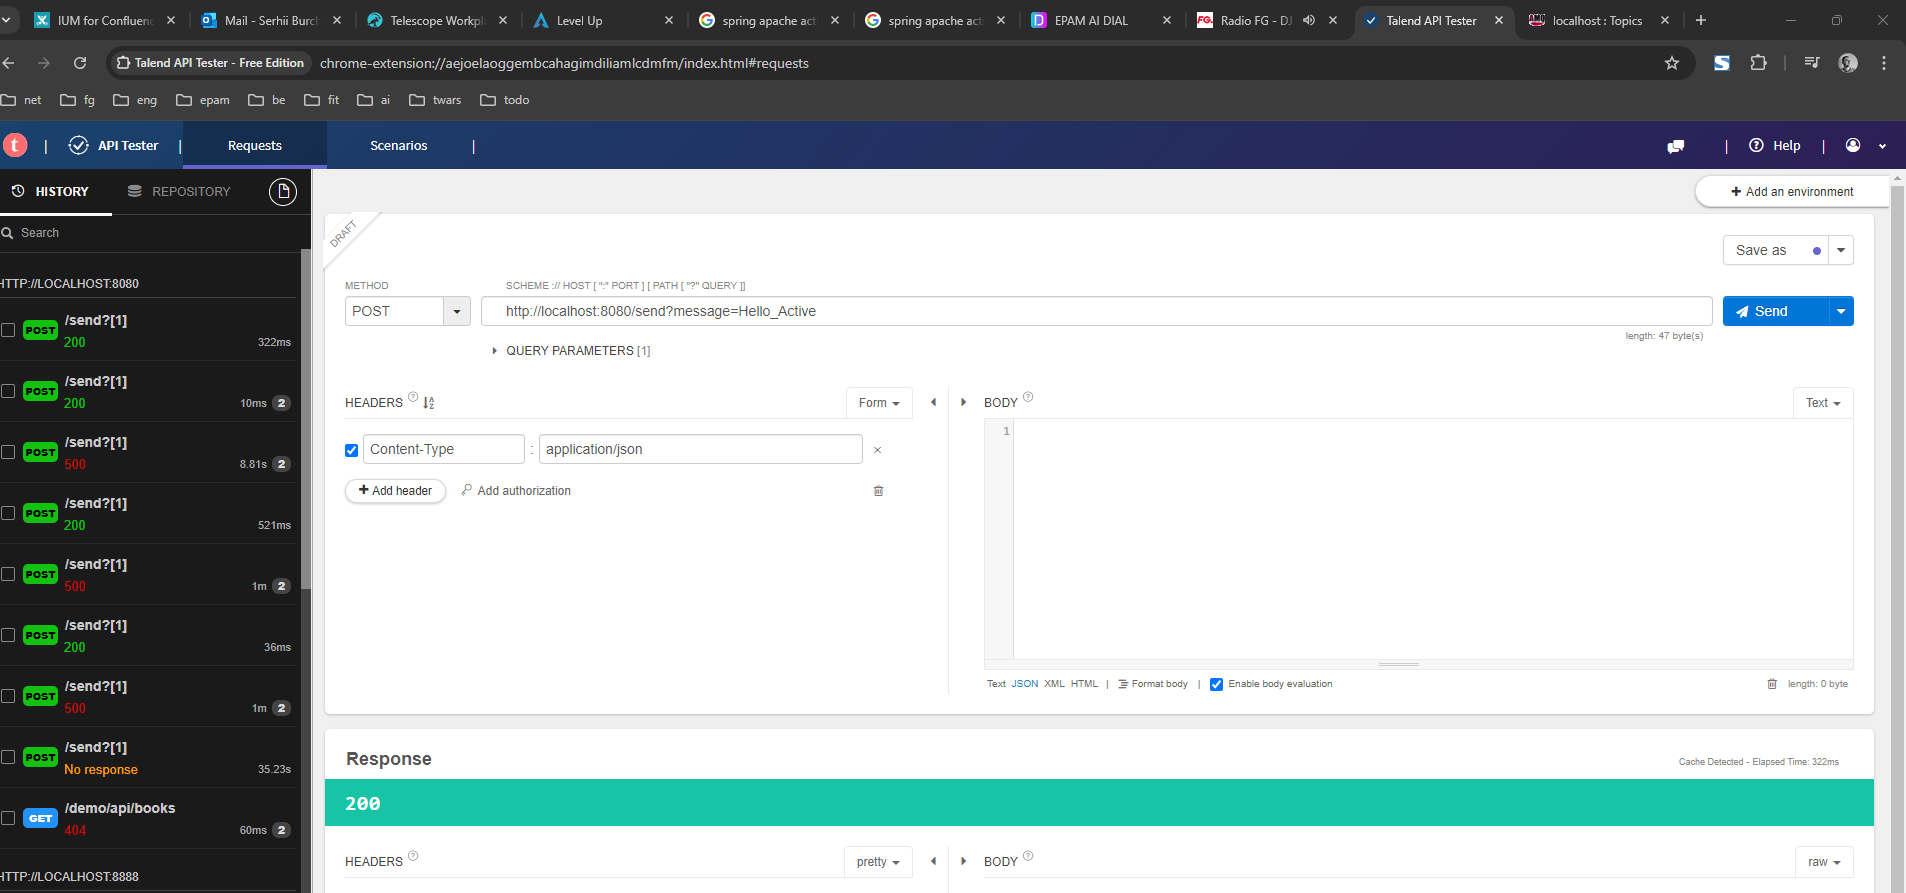 IUM for Confluen
Mail - Serhii Burch
Telescope Workpl
Level Up
spring apache act
spring apache act
EPAM AI DIAL
FG. Radio FG - DJ
Talend API Tester
localhost : Topics
Talend API Tester - Free Edition
chrome-extension://aejoelaoggembcahagimdiliamlcdmfm/index.html#requests
net
fg
eng
epam
be
fit
ai
twars
todo
t | API Tester | Requests Scenarios | | Help |
HISTORY
REPOSITORY
Add an environment
Search
DRAFT
Save as
HTTP://LOCALHOST:8080
METHOD
SCHEME :// HOST [ ":" PORT ] [ PATH [ "?" QUERY ]]
POST
http://localhost:8080/send?message=Hello_Active
Send
length: 47 byte(s)
QUERY PARAMETERS [1]
POST /send?[1]
200 322ms
POST /send?[1]
200 10ms 2
POST /send?[1]
500 8.81s 2
POST /send?[1]
200 521ms
POST /send?[1]
500 1m 2
POST /send?[1]
200 36ms
POST /send?[1]
500 1m 2
POST /send?[1]
No response 35.23s
GET /demo/api/books
404 60ms 2
HTTP://LOCALHOST:8888
HEADERS ? Form
Content-Type : application/json
Add header
Add authorization
BODY ? Text
1
Text JSON XML HTML | Format body | Enable body evaluation
length: 0 byte
Response
Cache Detected - Elapsed Time: 322ms
200
HEADERS ? pretty
BODY ? raw